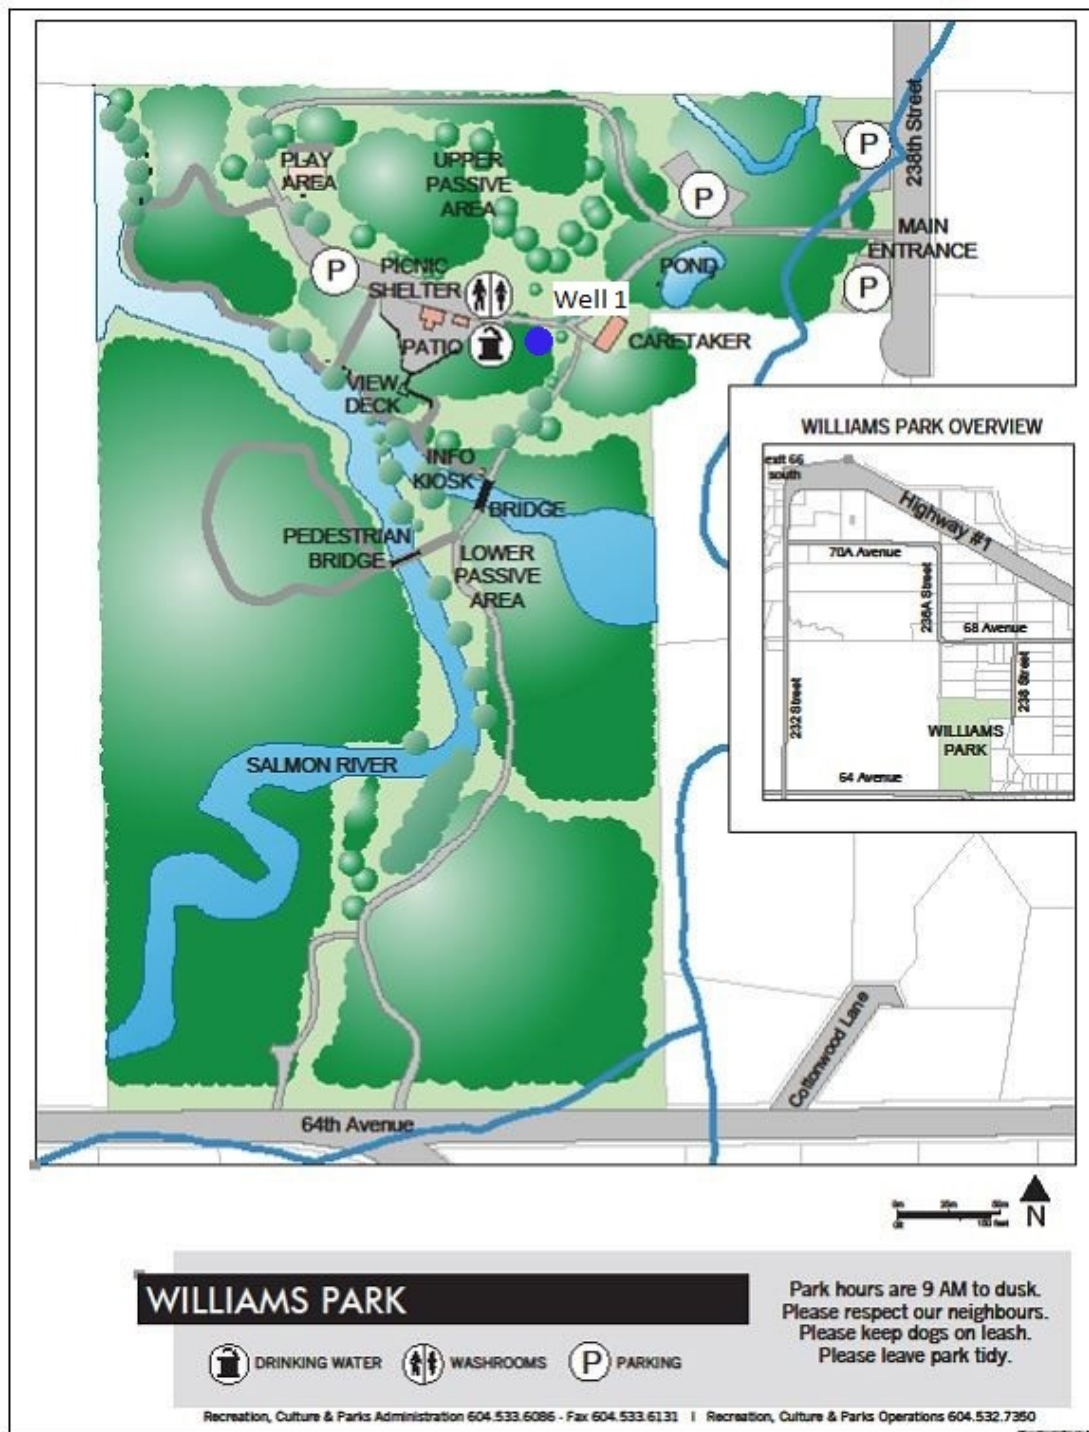 238th Street
P
PLAY
AREA
UPPER
PASSIVE
AREA
P
MAIN
ENTRANCE
P
PICNIC
SHELTER
POND
P
Well 1
PATIO
CARETAKER
VIEW
DECK
INFO
KIOSK
BRIDGE
PEDESTRIAN
BRIDGE
LOWER
PASSIVE
AREA
SALMON RIVER
WILLIAMS PARK OVERVIEW
exit 66
south
Highway #1
70A Avenue
236A Street
68 Avenue
232 Street
238 Street
WILLIAMS
PARK
64 Avenue
Cottonwood Lane
64th Avenue
N
WILLIAMS PARK
DRINKING WATER
WASHROOMS
P PARKING
Park hours are 9 AM to dusk.
Please respect our neighbours.
Please keep dogs on leash.
Please leave park tidy.
Recreation, Culture & Parks Administration 604.533.6086 - Fax 604.533.6131 | Recreation, Culture & Parks Operations 604.532.7350